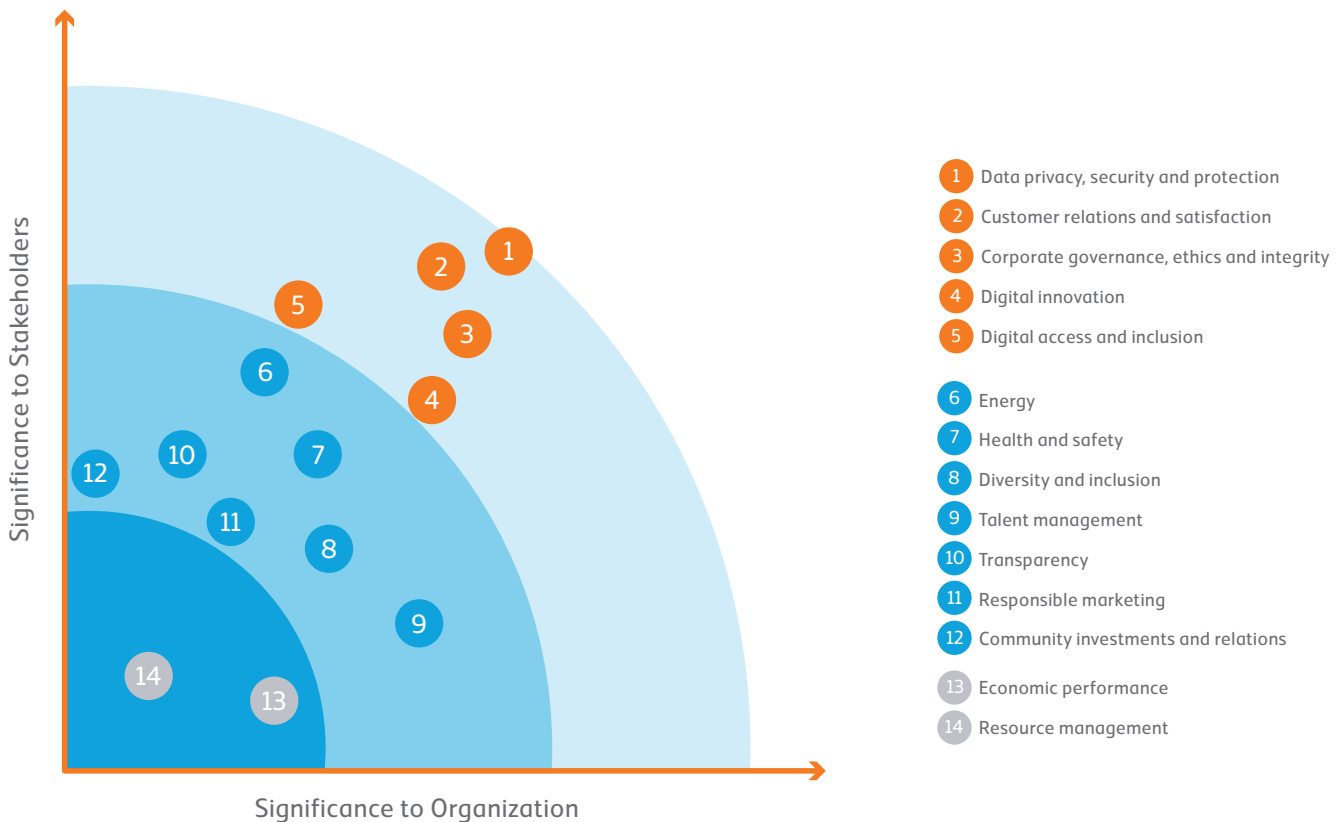 Significance to Stakeholders
1
2
5
3
4
6
10
7
12
11
8
9
14
13
Significance to Organization
1 Data privacy, security and protection
2 Customer relations and satisfaction
3 Corporate governance, ethics and integrity
4 Digital innovation
5 Digital access and inclusion
6 Energy
7 Health and safety
8 Diversity and inclusion
9 Talent management
10 Transparency
11 Responsible marketing
12 Community investments and relations
13 Economic performance
14 Resource management